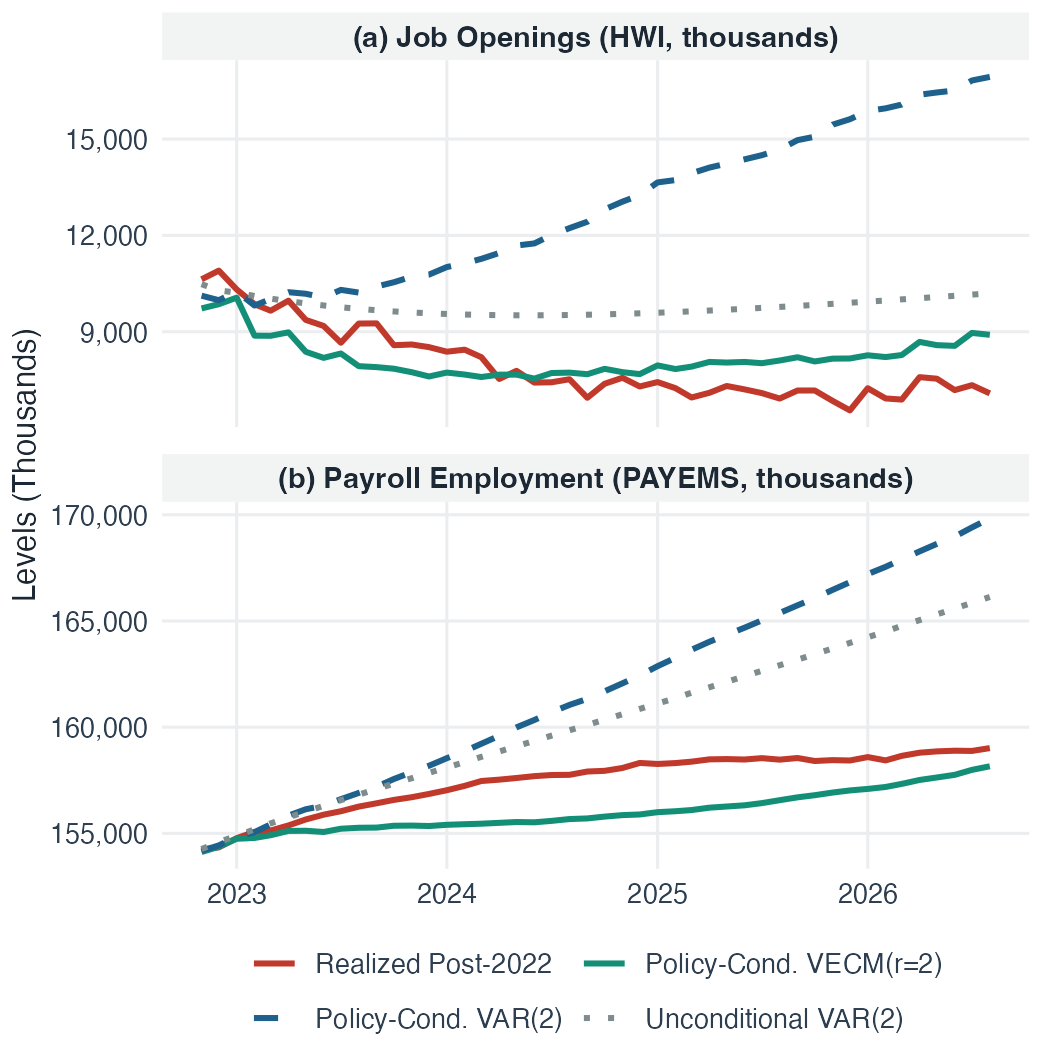 (a) Job Openings (HWI, thousands)
15,000
12,000
9,000
Levels (Thousands)
(b) Payroll Employment (PAYEMS, thousands)
170,000
165,000
160,000
155,000
2023 2024 2025 2026
Realized Post-2022 Policy-Cond. VECM(r=2)
Policy-Cond. VAR(2) Unconditional VAR(2)